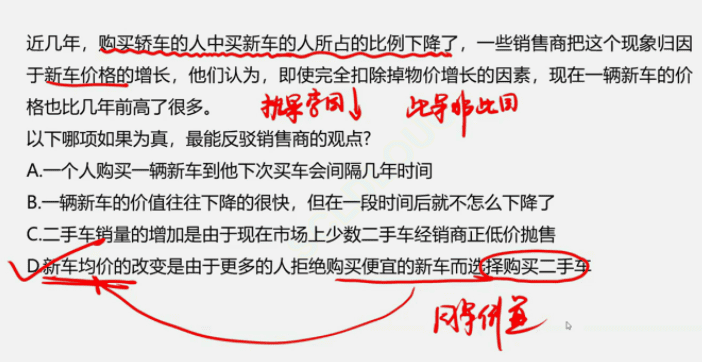 近几年，购买轿车的人中买新车的人所占的比例下降了，一些销售商把这个现象归因
于新车价格的增长，他们认为，即使完全扣除掉物价增长的因素，现在一辆新车的价
格也比几年前高了很多。
执果索因 此导非此因
以下哪项如果为真，最能反驳销售商的观点?
A.一个人购买一辆新车到他下次买车会间隔几年时间
B.一辆新车的价值往往下降的很快，但在一段时间后就不怎么下降了
C.二手车销量的增加是由于现在市场上少数二手车经销商正低价抛售
D.新车均价的改变是由于更多的人拒绝购买便宜的新车而选择购买二手车
因果倒置